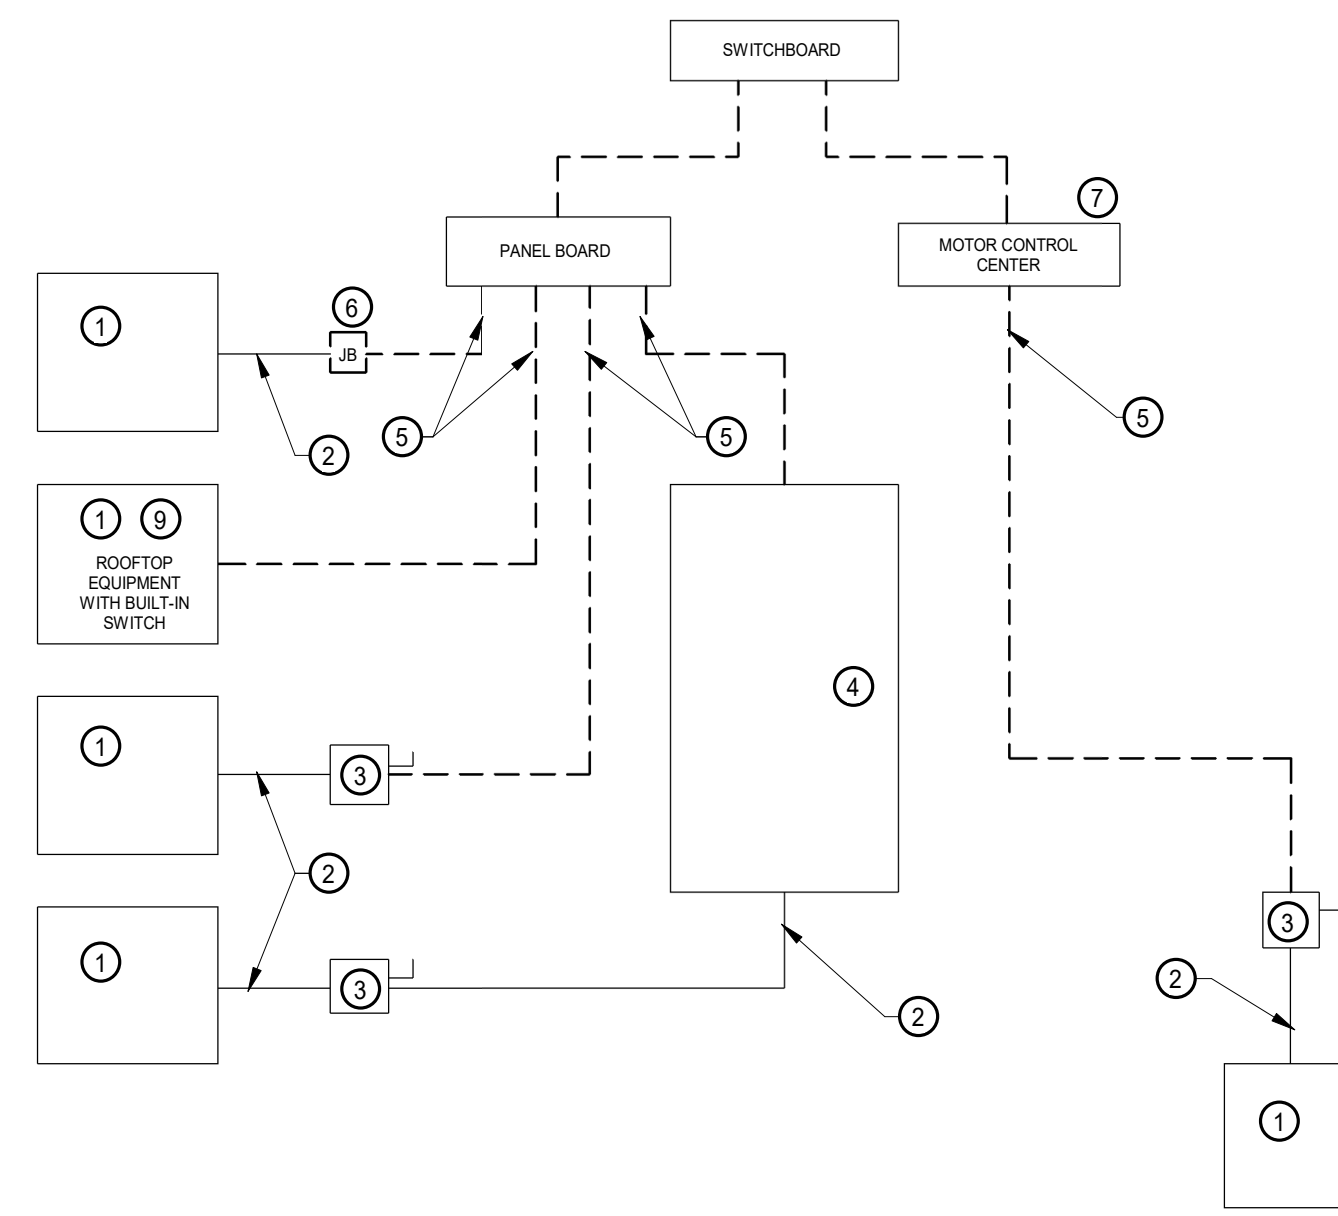 SWITCHBOARD
7
PANEL BOARD
MOTOR CONTROL
CENTER
6
1
JB
5
5
5
2
1 9
ROOFTOP
EQUIPMENT
WITH BUILT-IN
SWITCH
4
1
3
2
3
1
3
2
2
1